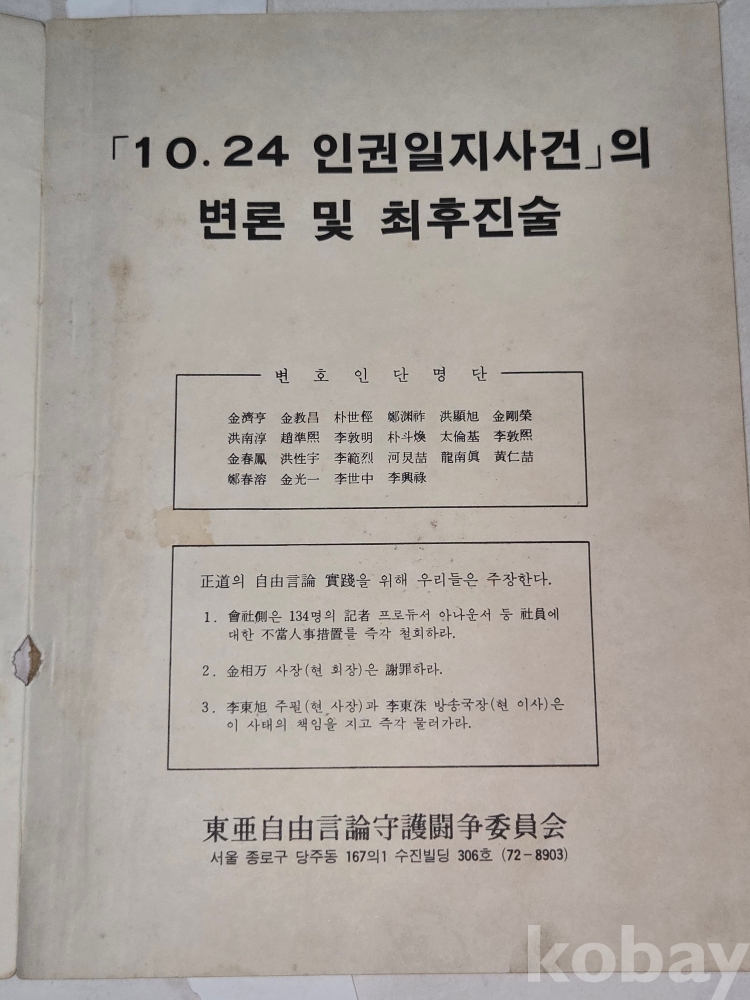 「10.24 인권일지사건」의
변론 및 최후진술
변 호 인 단 명 단
金濟亨 金敎昌 朴世俓 鄭渊祚 洪顯旭 金剛榮
洪南淳 趙準熙 李敦明 朴斗煥 太倫基 李敦熙
金春鳳 洪性宇 李範烈 河炅喆 龍南眞 黃仁喆
鄭春溶 金光一 李世中 李興祿
正道의 自由言論 實踐을 위해 우리들은 주장한다.
1. 會社側은 134명의 記者 프로듀서 아나운서 등 社員에
대한 不當人事措置를 즉각 철회하라.
2. 金相万 사장(현 회장)은 謝罪하라.
3. 李東旭 주필(현 사장)과 李東洙 방송국장(현 이사)은
이 사태의 책임을 지고 즉각 물러가라.
東亜自由言論守護闘争委員会
서울 종로구 당주동 167의1 수진빌딩 306호 (72-8903)
kobay